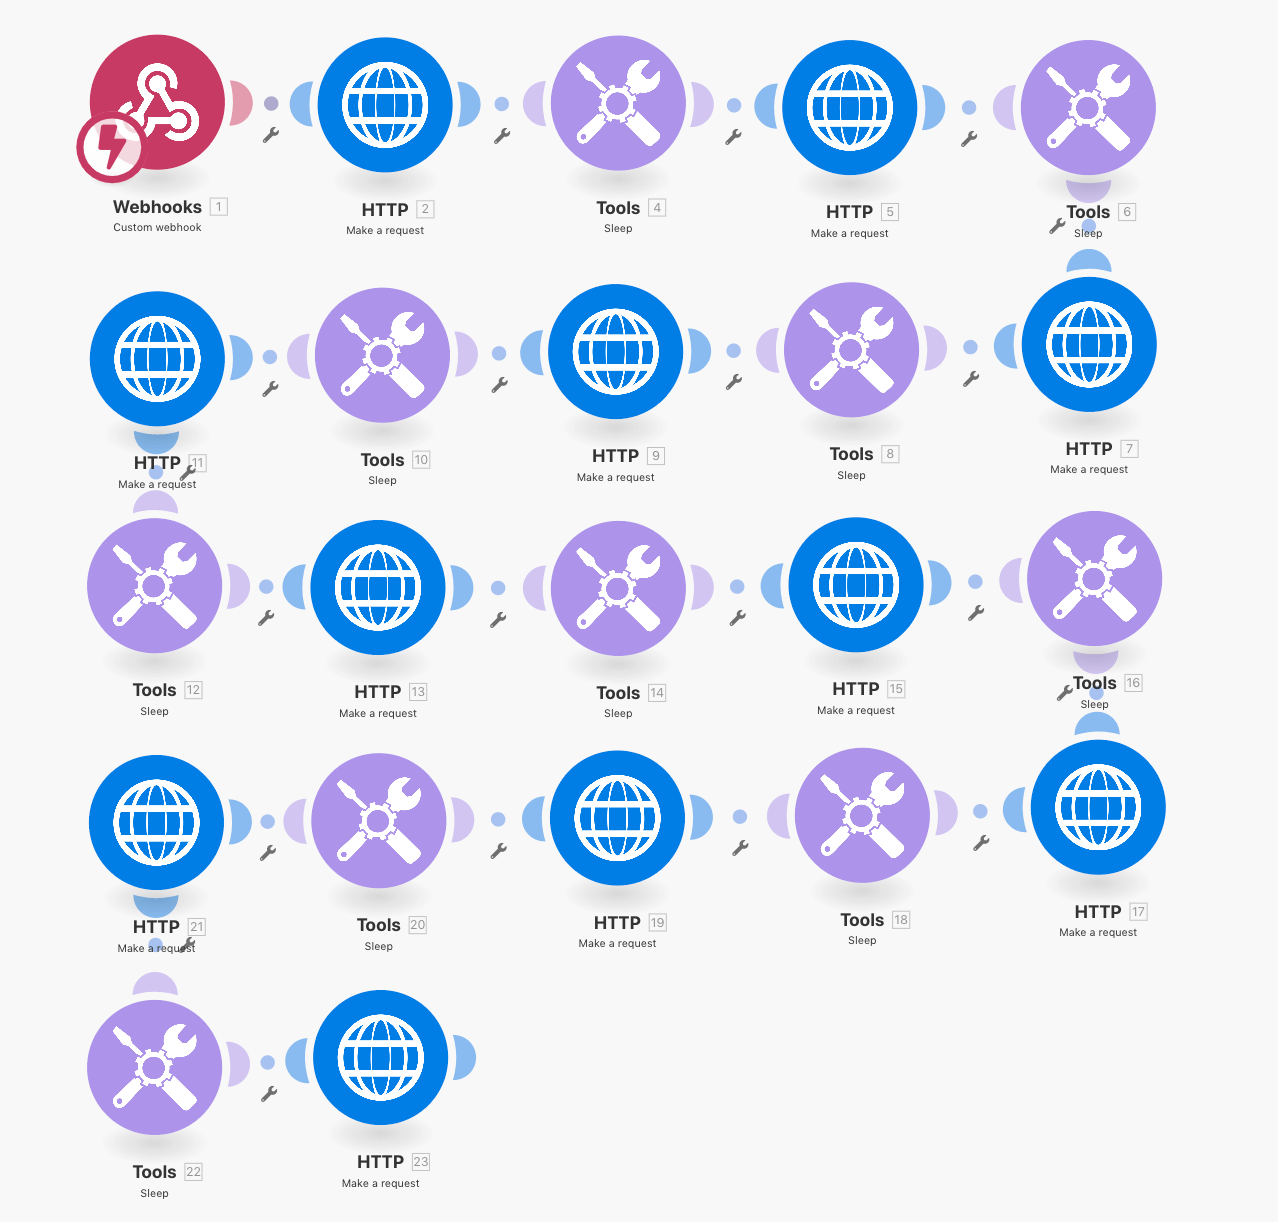 Webhooks 1
Custom webhook
HTTP 2
Make a request
Tools 4
Sleep
HTTP 5
Make a request
Tools 6
Sleep
HTTP 11
Make a request
Tools 10
Sleep
HTTP 9
Make a request
Tools 8
Sleep
HTTP 7
Make a request
Tools 12
Sleep
HTTP 13
Make a request
Tools 14
Sleep
HTTP 15
Make a request
Tools 16
Sleep
HTTP 21
Make a request
Tools 20
Sleep
HTTP 19
Make a request
Tools 18
Sleep
HTTP 17
Make a request
Tools 22
Sleep
HTTP 23
Make a request